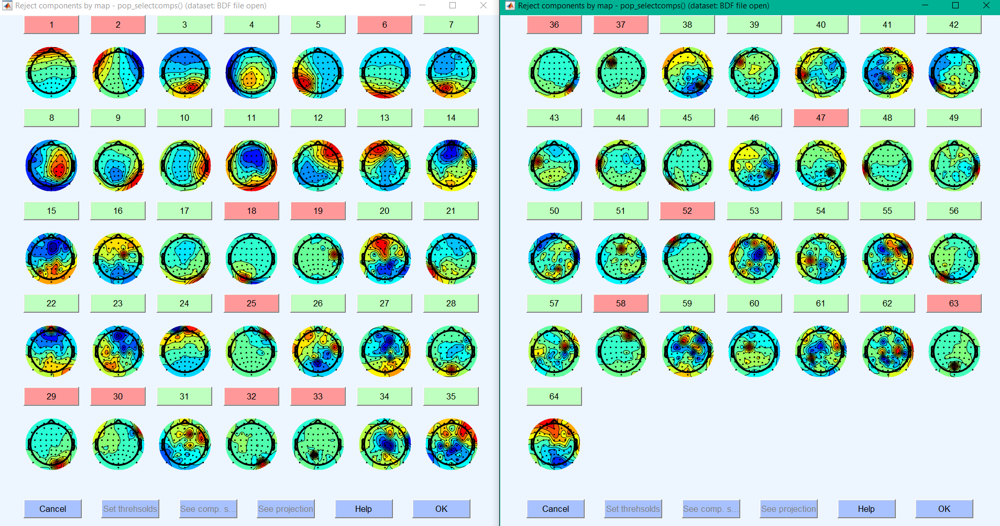 Reject components by map - pop_selectcomps() (dataset: BDF file open)
1 2 3 4 5 6 7
8 9 10 11 12 13 14
15 16 17 18 19 20 21
22 23 24 25 26 27 28
29 30 31 32 33 34 35
Cancel Set threhsolds See comp. s... See projection Help OK
Reject components by map - pop_selectcomps() (dataset: BDF file open)
36 37 38 39 40 41 42
43 44 45 46 47 48 49
50 51 52 53 54 55 56
57 58 59 60 61 62 63
64
Cancel Set threhsolds See comp. s... See projection Help OK